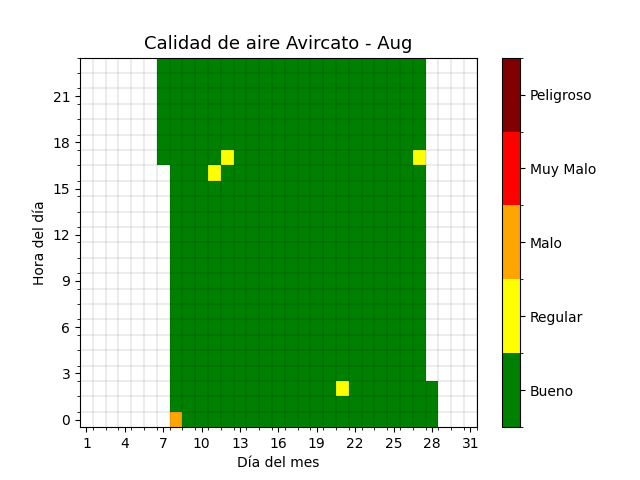 Calidad de aire Avircato - Aug
Hora del día
21
18
15
12
9
6
3
0
1 4 7 10 13 16 19 22 25 28 31
Día del mes
Peligroso
Muy Malo
Malo
Regular
Bueno